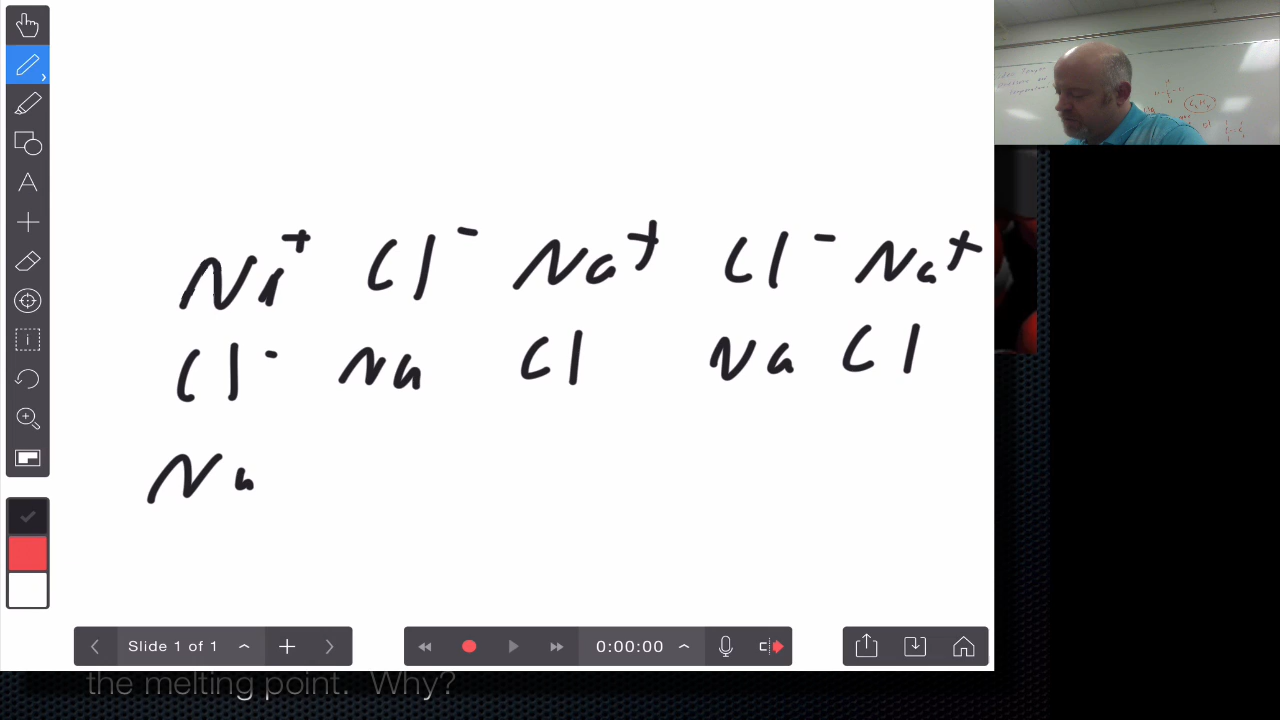 Na⁺ Cl⁻ Na⁺ Cl⁻ Na⁺
Cl⁻ Na Cl Na Cl
Na
Slide 1 of 1
0:00:00
the melting point. Why?